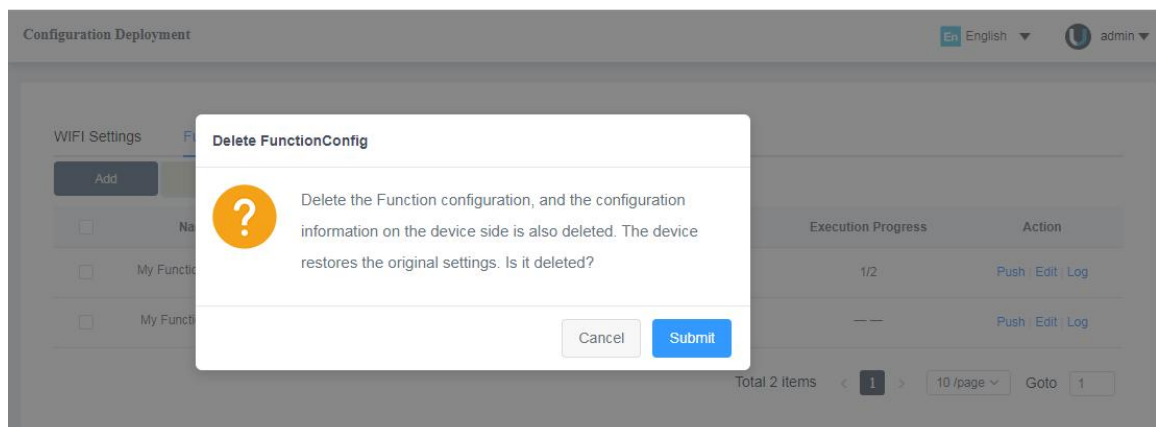 Configuration Deployment En English admin
WIFI Settings
Delete FunctionConfig
Add
Delete the Function configuration, and the configuration
information on the device side is also deleted. The device
restores the original settings. Is it deleted?
Execution Progress Action
My 1/2 Push | Edit | Log
My —— Push | Edit | Log
Cancel Submit
Total 2 items < 1 > 10 /page Goto 1